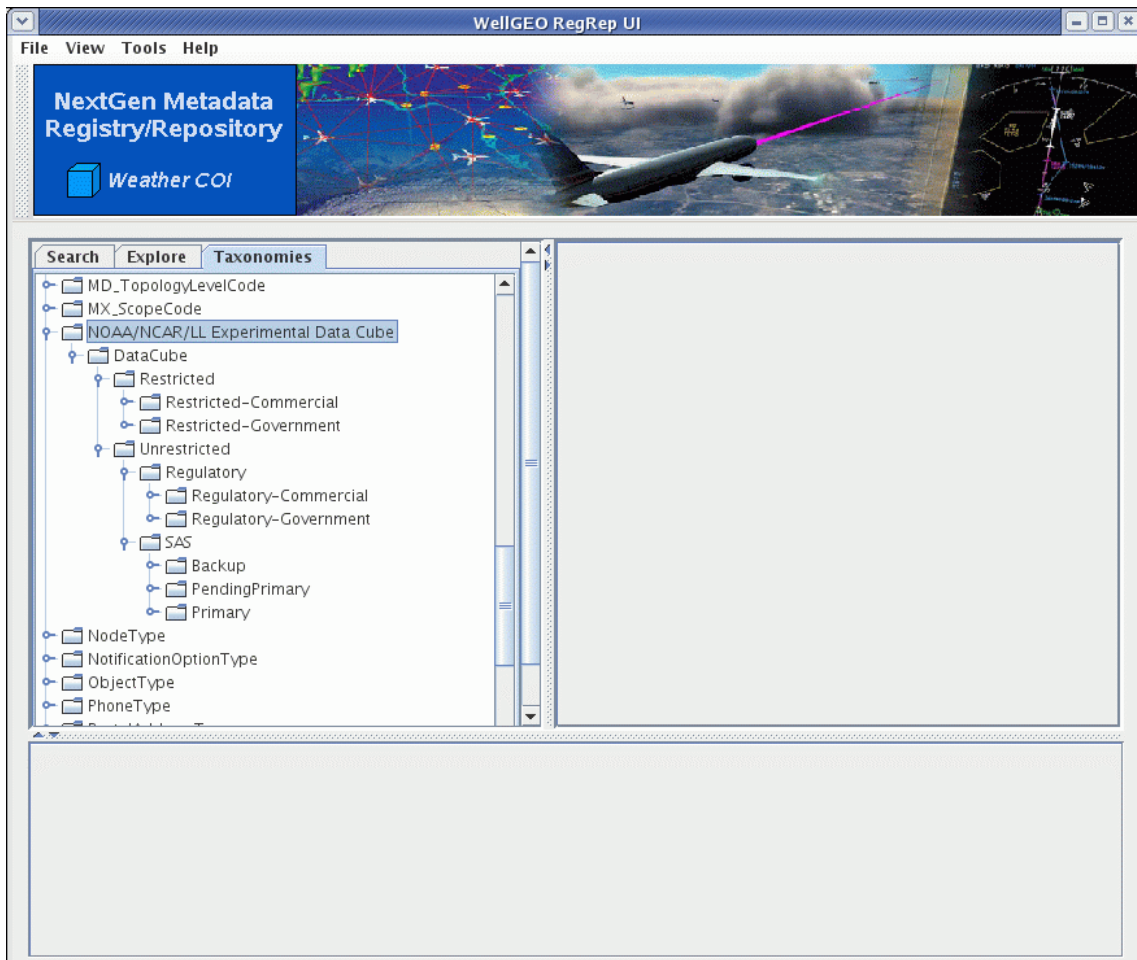 WellGEO RegRep UI
File View Tools Help
NextGen Metadata
Registry/Repository
Weather COI
Search Explore Taxonomies
MD_TopologyLevelCode
MX_ScopeCode
NOAA/NCAR/LL Experimental Data Cube
DataCube
Restricted
Restricted-Commercial
Restricted-Government
Unrestricted
Regulatory
Regulatory-Commercial
Regulatory-Government
SAS
Backup
PendingPrimary
Primary
NodeType
NotificationOptionType
ObjectType
PhoneType